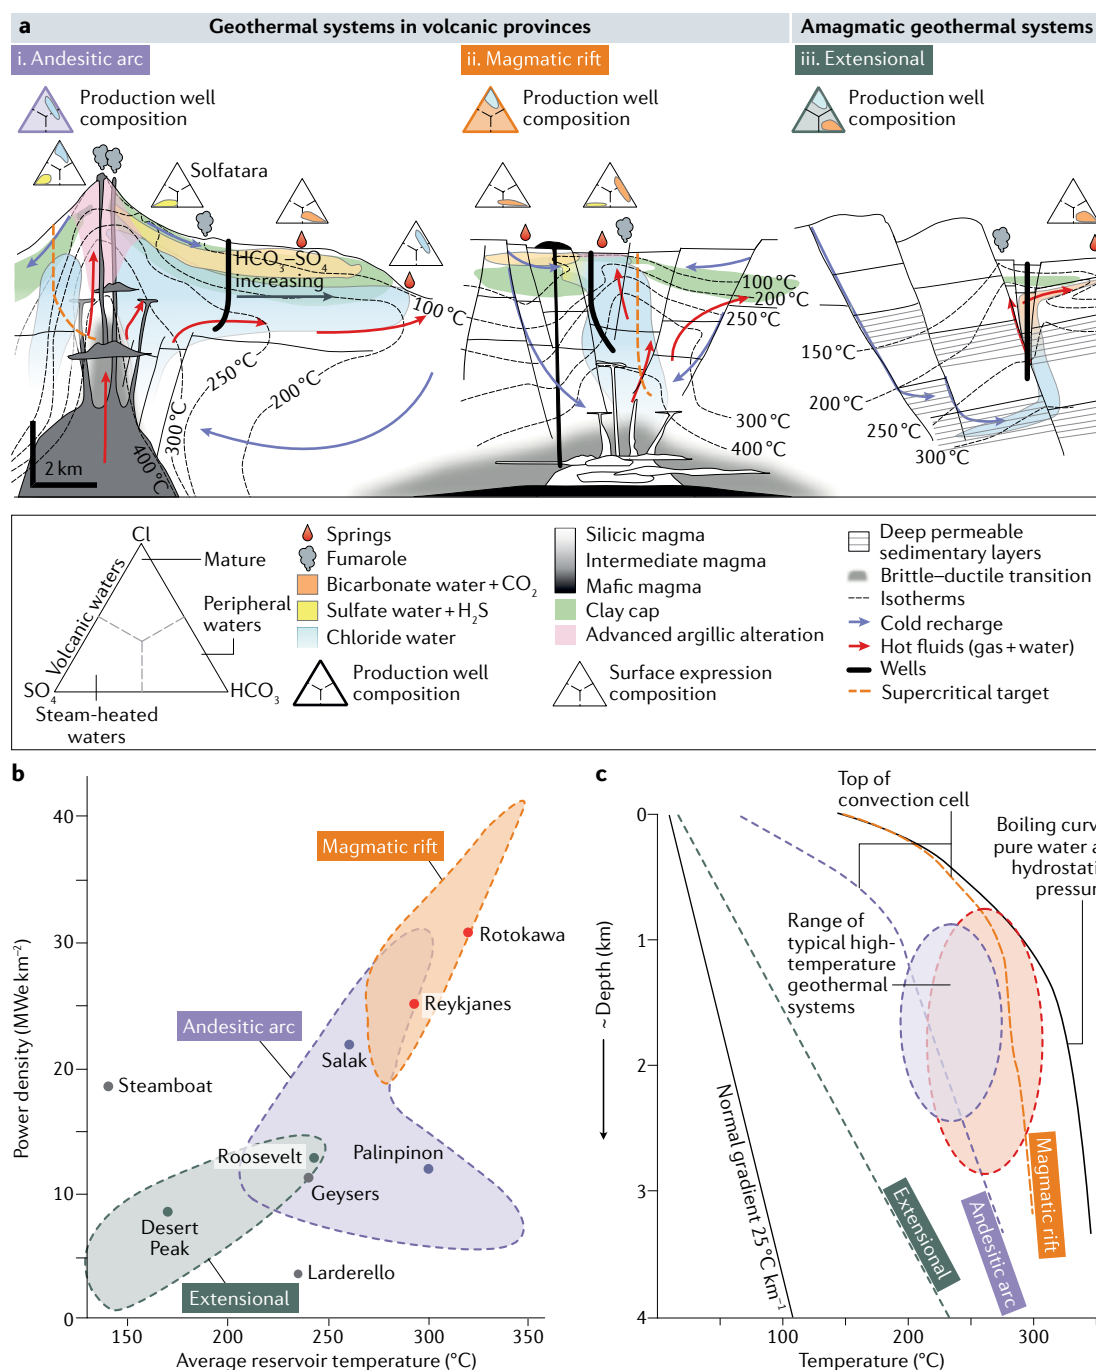 a
Geothermal systems in volcanic provinces
Amagmatic geothermal systems
i. Andesitic arc
ii. Magmatic rift
iii. Extensional
Production well
composition
Production well
composition
Production well
composition
Solfatara
HCO3–SO4
increasing
100 °C
250 °C
200 °C
300 °C
400 °C
2 km
100 °C
200 °C
250 °C
300 °C
400 °C
150 °C
200 °C
250 °C
300 °C
Cl
Mature
Volcanic waters
Peripheral
waters
SO4
HCO3
Steam-heated
waters
Springs
Fumarole
Bicarbonate water + CO2
Sulfate water + H2S
Chloride water
Production well
composition
Silicic magma
Intermediate magma
Mafic magma
Clay cap
Advanced argillic alteration
Surface expression
composition
Deep permeable
sedimentary layers
Brittle–ductile transition
Isotherms
Cold recharge
Hot fluids (gas + water)
Wells
Supercritical target
b
Power density (MWe km−2)
40
30
20
10
0
150
200
250
300
350
Average reservoir temperature (°C)
Magmatic rift
Rotokawa
Reykjanes
Andesitic arc
Salak
Steamboat
Roosevelt
Palinpinon
Geysers
Desert
Peak
Larderello
Extensional
c
Top of
convection cell
Range of
typical high-
temperature
geothermal
systems
~ Depth (km)
0
1
2
3
4
100
200
300
Temperature (°C)
Normal gradient 25 °C km−1
Extensional
Andesitic arc
Magmatic rift
Boiling
pure water
pressure